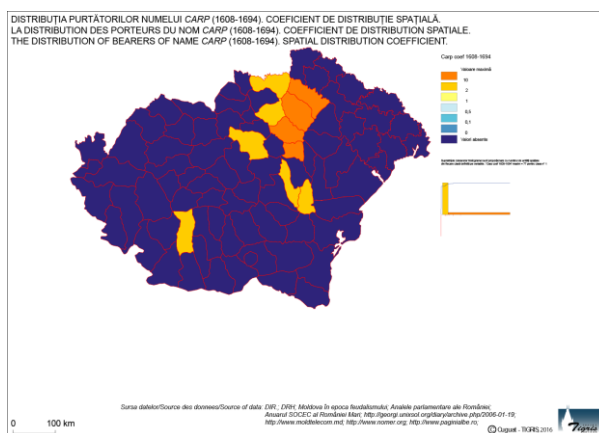 DISTRIBUȚIA PURTĂTORILOR NUMELUI CARP (1608-1694). COEFICIENT DE DISTRIBUȚIE SPAȚIALĂ.
LA DISTRIBUTION DES PORTEURS DU NOM CARP (1608-1694). COEFFICIENT DE DISTRIBUTION SPATIALE.
THE DISTRIBUTION OF BEARERS OF NAME CARP (1608-1694). SPATIAL DISTRIBUTION COEFFICIENT.
Carp coef 1608-1694
Valoare maximă
10
2
1
0,5
0,1
0
Valori absente
Sursa datelor/Source des donnees/Source of data: DIR.; DRH; Moldova în epoca feudalismului; Analele parlamentare ale României;
Anuarul SOCEC al României Mari; http://georgi.unixsol.org/diary/archive.php/2006-01-19;
http://www.moldtelecom.md; http://www.nomer.org; http://www.paginialbe.ro;
0 100 km
© Cugual - TIGRIS, 2016
Tigris